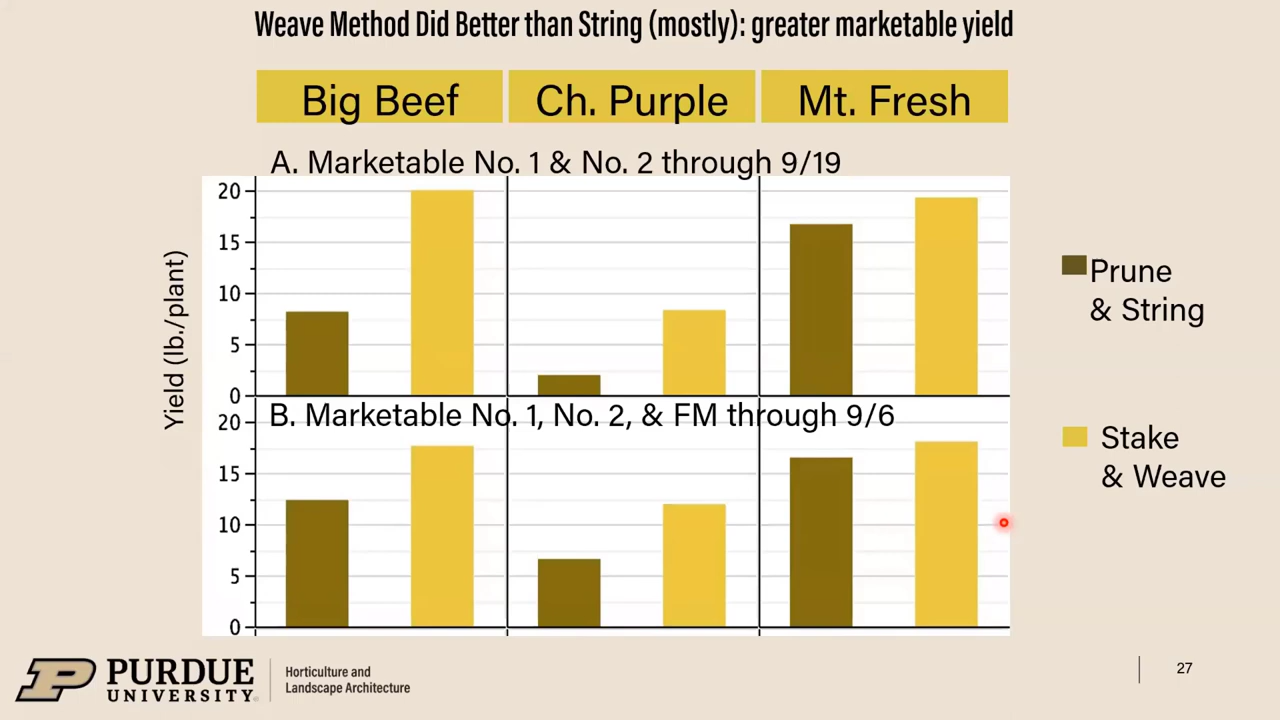 Weave Method Did Better than String (mostly): greater marketable yield
Big Beef
Ch. Purple
Mt. Fresh
A. Marketable No. 1 & No. 2 through 9/19
20
15
10
5
0
Yield (lb./plant)
B. Marketable No. 1, No. 2, & FM through 9/6
20
15
10
5
0
Prune
& String
Stake
& Weave
PURDUE
UNIVERSITY
Horticulture and
Landscape Architecture
27